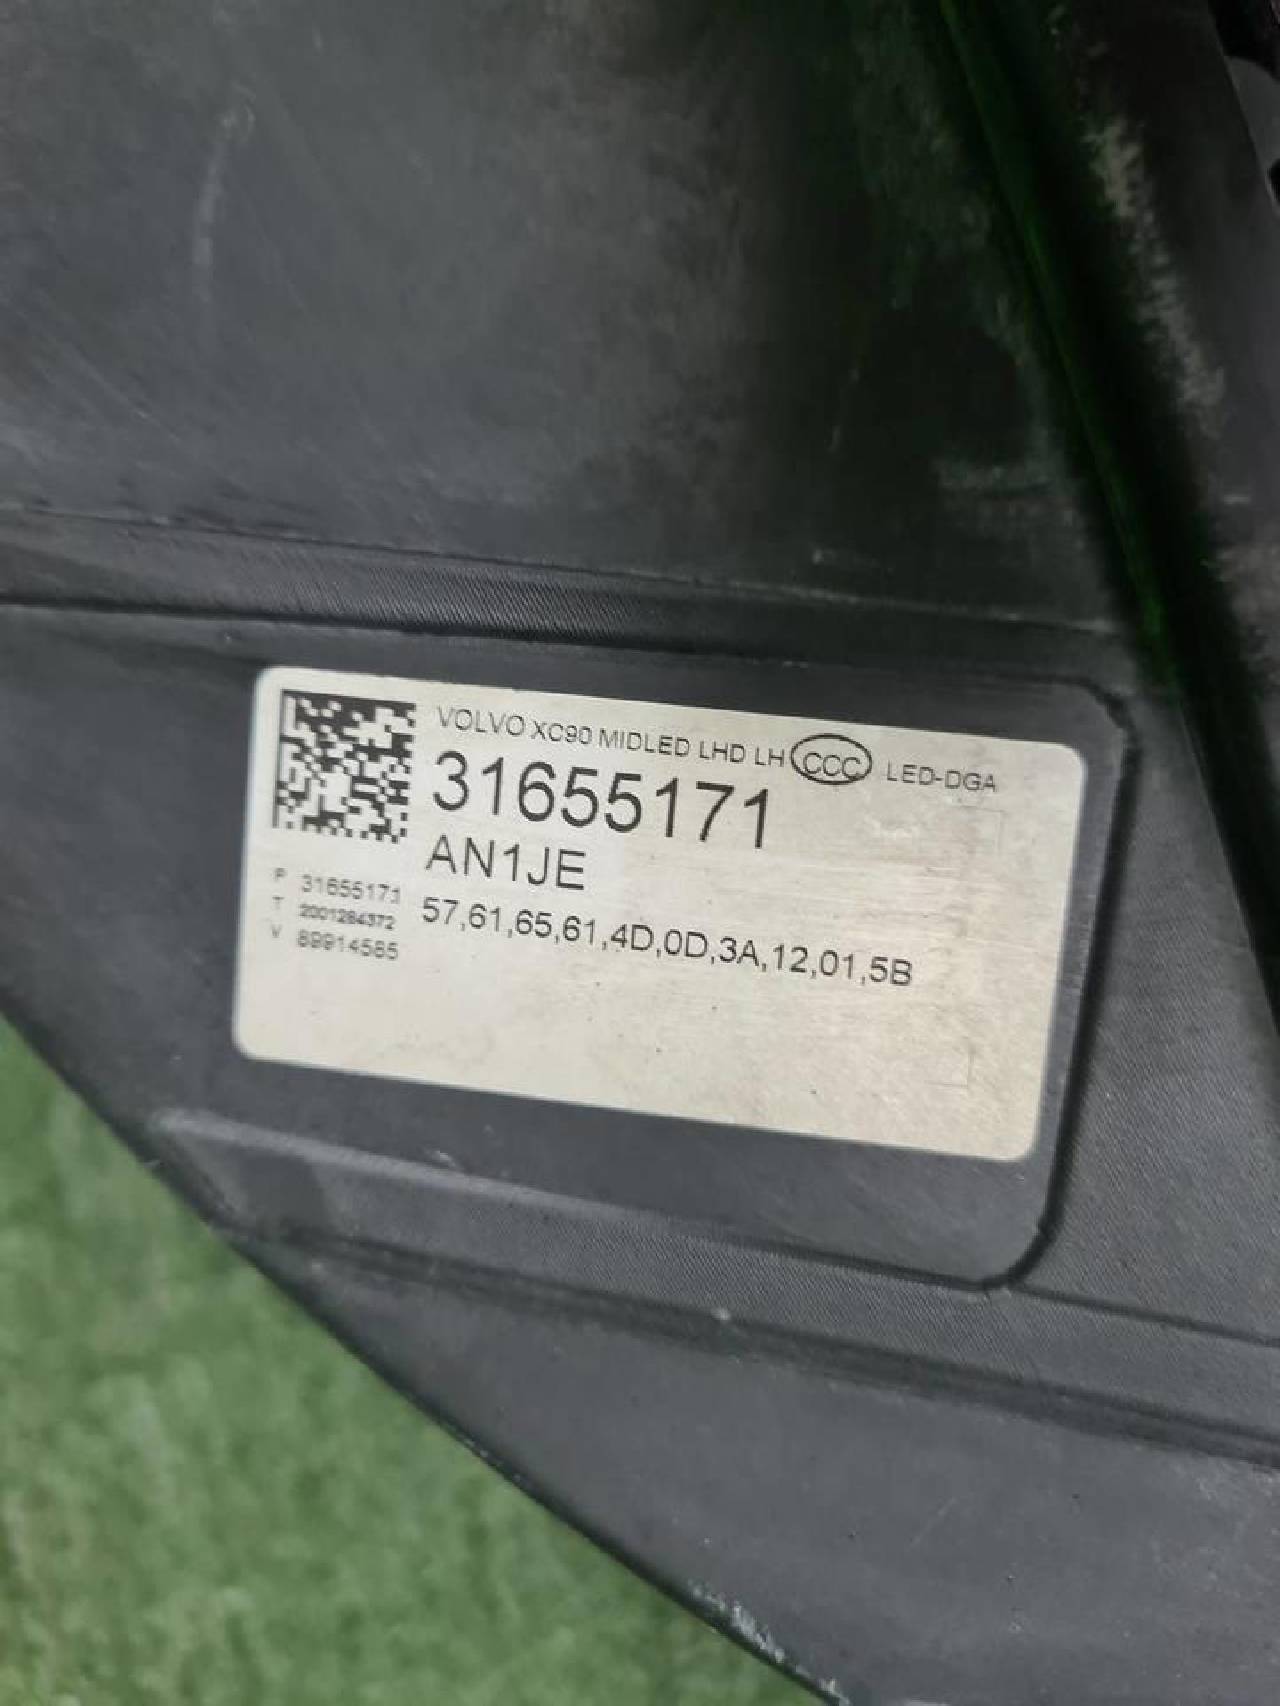 VOLVO XC90 MIDLED LHD LH CCC LED-DGA
31655171
AN1JE
57,61,65,61,4D,0D,3A,12,01,5B
P 31655171
T 2001284372
V 89914585